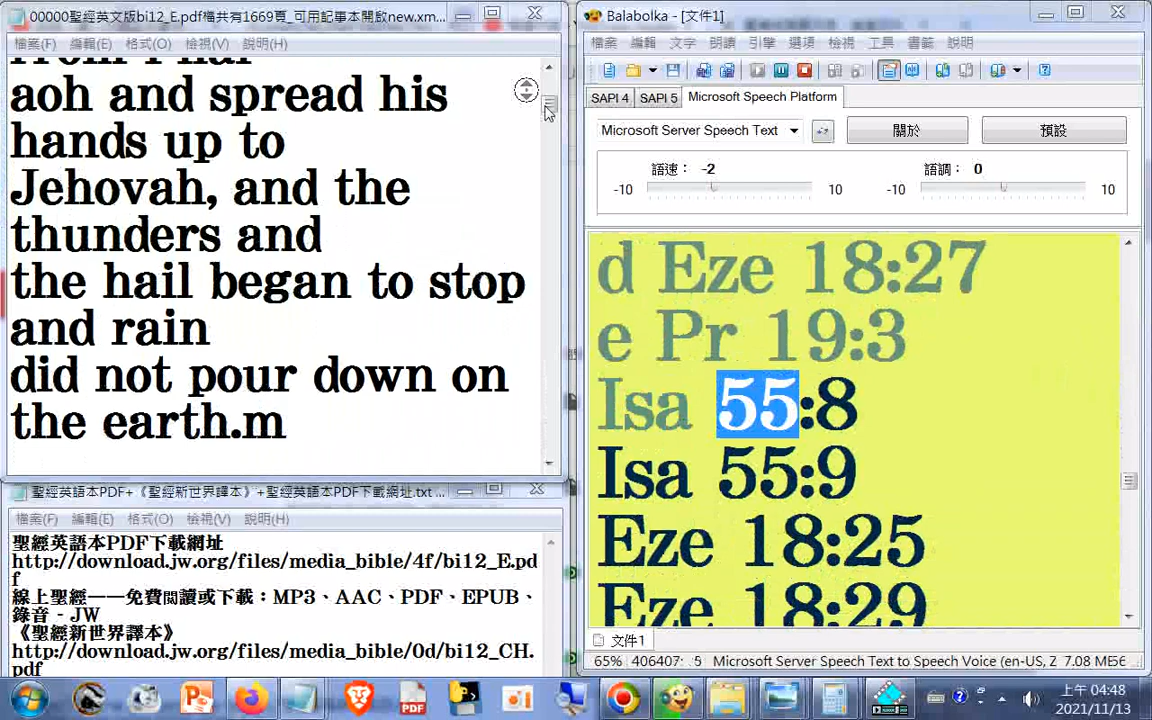 00000聖經英文版bi12_E.pdf檔共有1669頁_可用記事本開啟new.xm...
檔案(F) 編輯(E) 格式(O) 檢視(V) 說明(H)
From Phar
aoh and spread his
hands up to
Jehovah, and the
thunders and
the hail began to stop
and rain
did not pour down on
the earth.m
聖經英語本PDF+《聖經新世界譯本》+聖經英語本PDF下載網址.txt ...
檔案(F) 編輯(E) 格式(O) 檢視(V) 說明(H)
聖經英語本PDF下載網址
http://download.jw.org/files/media_bible/4f/bi12_E.pd
f
線上聖經——免費閱讀或下載：MP3、AAC、PDF、EPUB、
錄音 - JW
《聖經新世界譯本》
http://download.jw.org/files/media_bible/0d/bi12_CH.
pdf
Balabolka - [文件1]
檔案 編輯 文字 朗讀 引擎 選項 檢視 工具 書籤 說明
SAPI 4 SAPI 5 Microsoft Speech Platform
Microsoft Server Speech Text 關於 預設
語速： -2 語調： 0
-10 10 -10 10
d Eze 18:27
e Pr 19:3
Isa 55:8
Isa 55:9
Eze 18:25
Eze 18:29
文件1
65% 406407: 5 Microsoft Server Speech Text to Speech Voice (en-US, Z 7.08 ME56
上午 04:48
2021/11/13